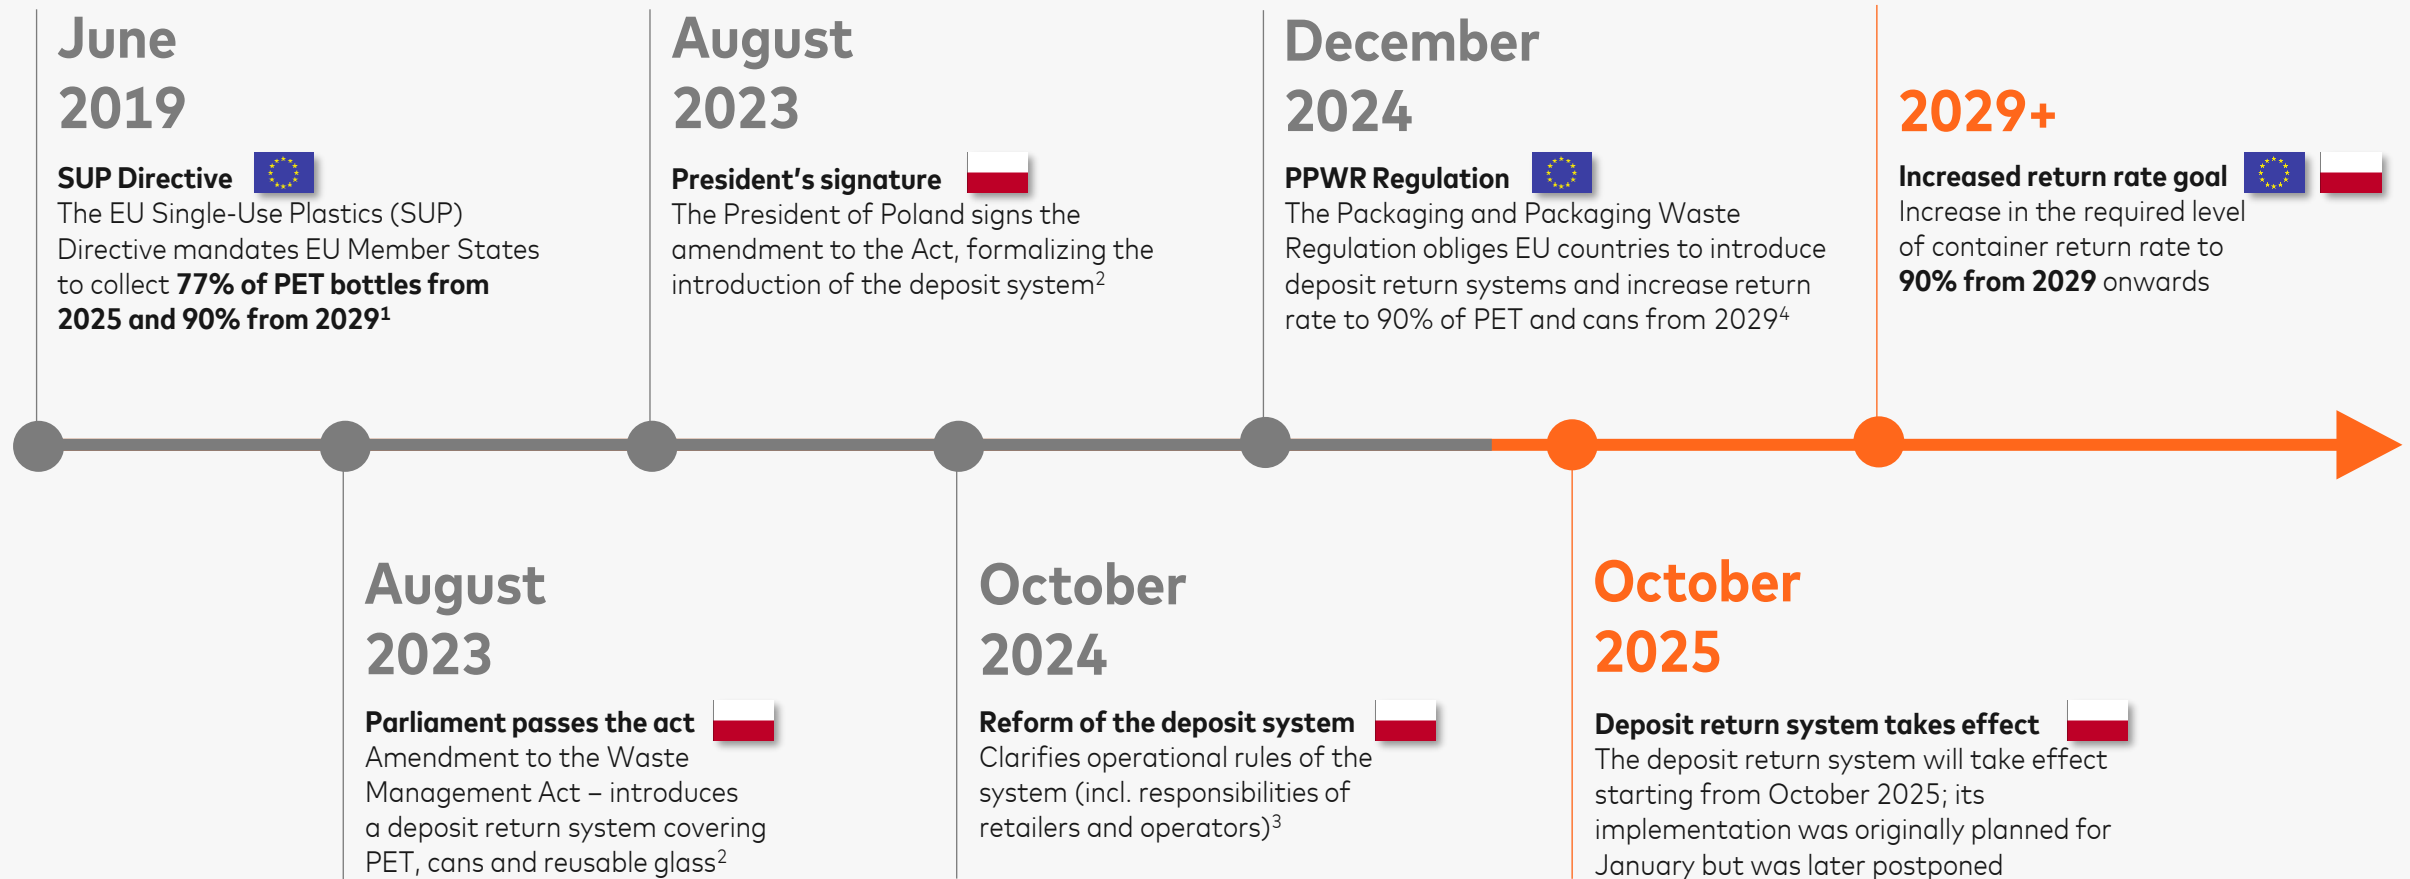 June
2019
SUP Directive
The EU Single-Use Plastics (SUP)
Directive mandates EU Member States
to collect 77% of PET bottles from
2025 and 90% from 2029¹
August
2023
President’s signature
The President of Poland signs the
amendment to the Act, formalizing the
introduction of the deposit system²
December
2024
PPWR Regulation
The Packaging and Packaging Waste
Regulation obliges EU countries to introduce
deposit return systems and increase return
rate to 90% of PET and cans from 2029⁴
2029+
Increased return rate goal
Increase in the required level
of container return rate to
90% from 2029 onwards
August
2023
Parliament passes the act
Amendment to the Waste
Management Act – introduces
a deposit return system covering
PET, cans and reusable glass²
October
2024
Reform of the deposit system
Clarifies operational rules of the
system (incl. responsibilities of
retailers and operators)³
October
2025
Deposit return system takes effect
The deposit return system will take effect
starting from October 2025; its
implementation was originally planned for
January but was later postponed